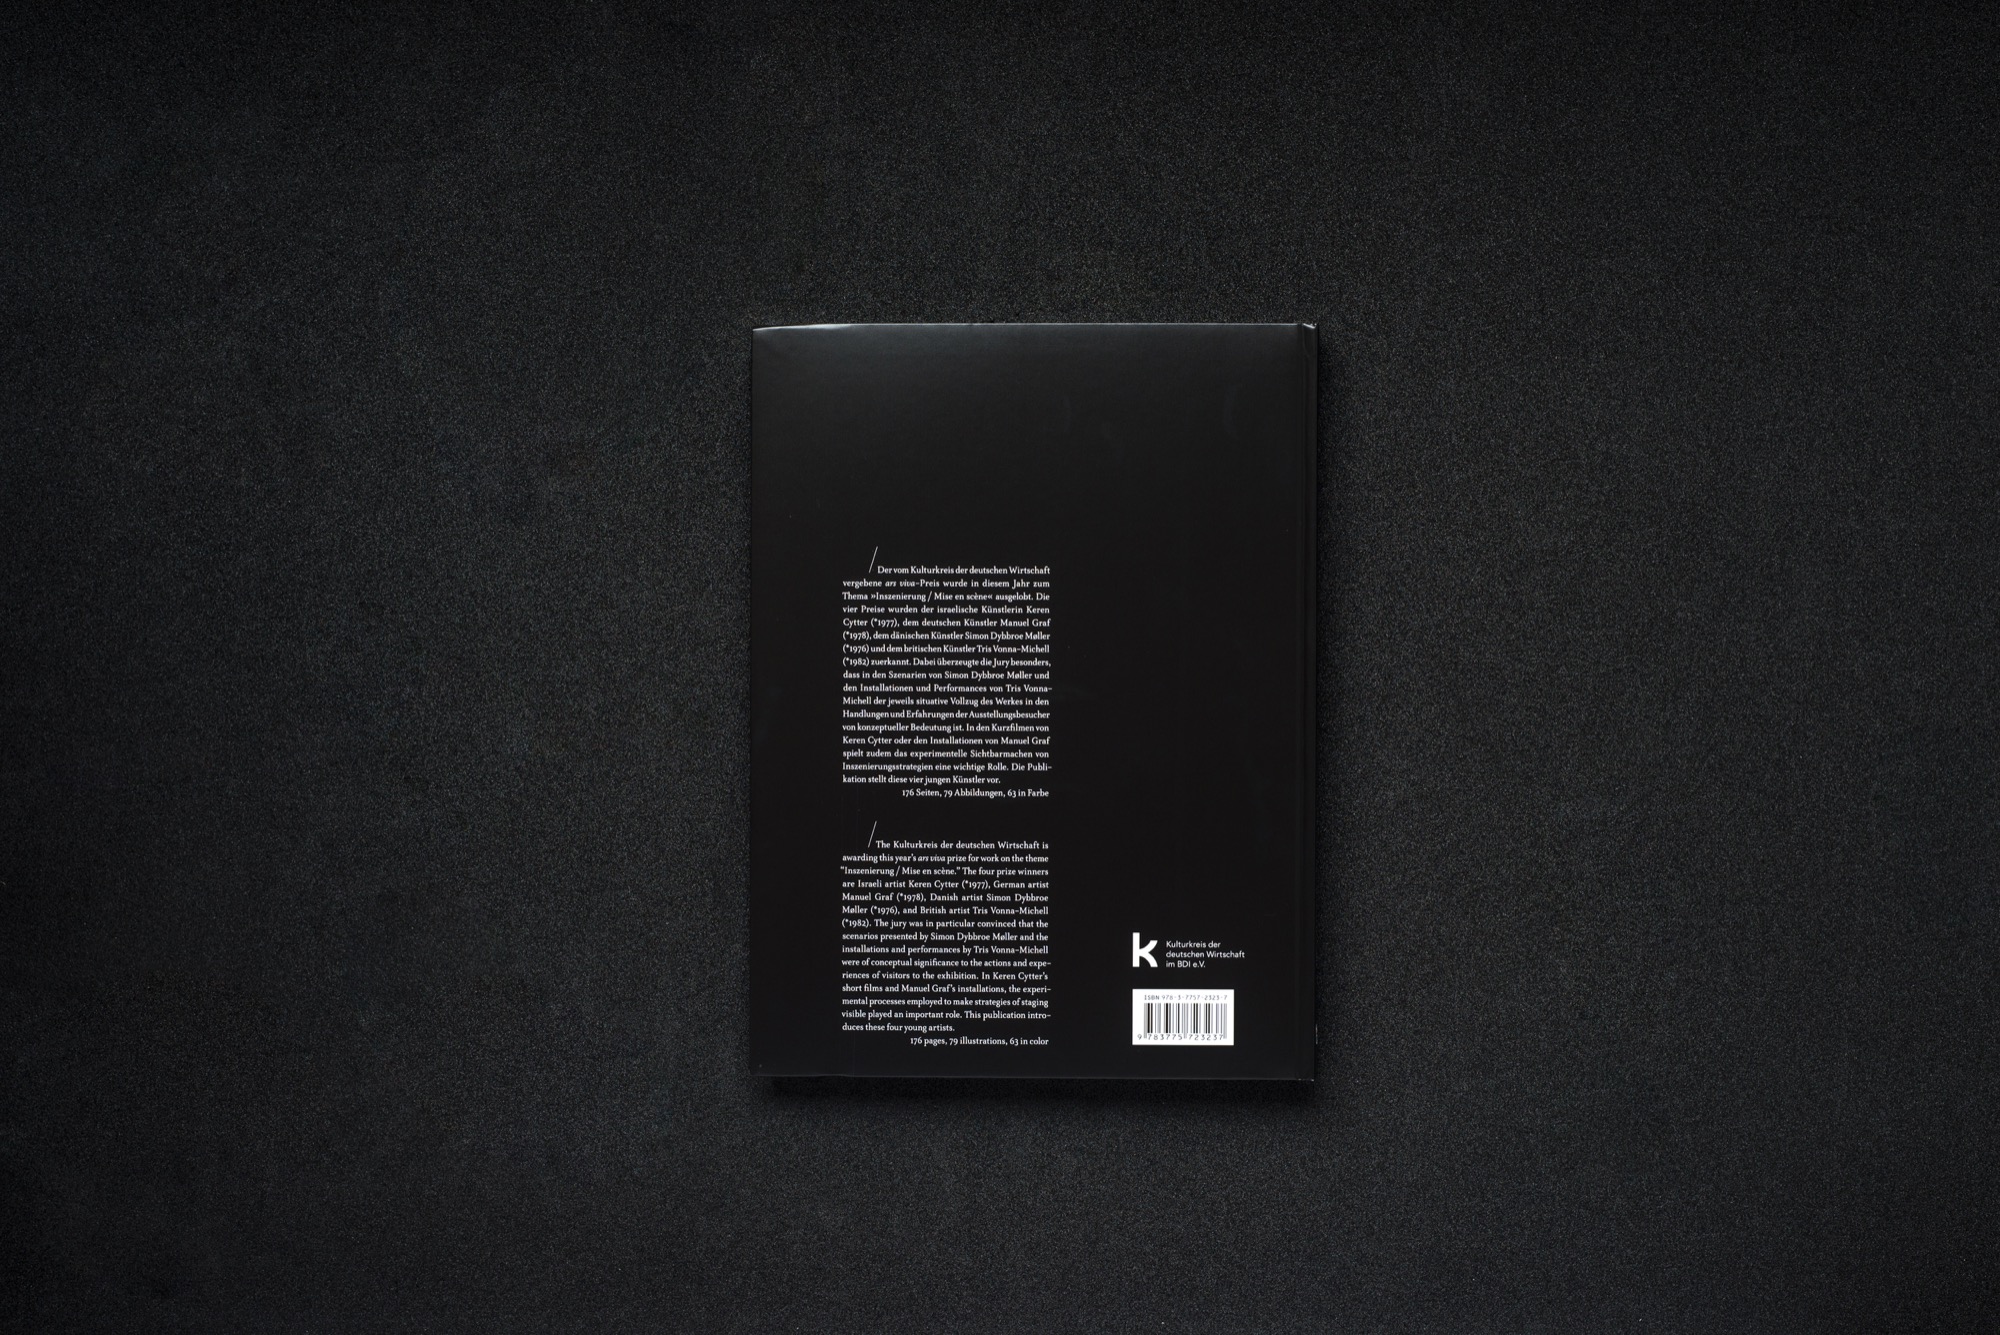 Der vom Kulturkreis der deutschen Wirtschaft
vergebene ars viva-Preis wurde in diesem Jahr zum
Thema »Inszenierung / Mise en scène« ausgelobt. Die
vier Preise wurden der israelische Künstlerin Keren
Cytter (*1977), dem deutschen Künstler Manuel Graf
(*1978), dem dänischen Künstler Simon Dybbroe Møller
(*1976) und dem britischen Künstler Tris Vonna-Michell
(*1982) zuerkannt. Dabei überzeugte die Jury besonders,
dass in den Szenarien von Simon Dybbroe Møller und
den Installationen und Performances von Tris Vonna-
Michell der jeweils situative Vollzug des Werkes in den
Handlungen und Erfahrungen der Ausstellungsbesucher
von konzeptueller Bedeutung ist. In den Kurzfilmen von
Keren Cytter oder den Installationen von Manuel Graf
spielt zudem das experimentelle Sichtbarmachen von
Inszenierungsstrategien eine wichtige Rolle. Die Publi-
kation stellt diese vier jungen Künstler vor.
176 Seiten, 79 Abbildungen, 63 in Farbe
The Kulturkreis der deutschen Wirtschaft is
awarding this year's ars viva prize for work on the theme
"Inszenierung / Mise en scène." The four prize winners
are Israeli artist Keren Cytter (*1977), German artist
Manuel Graf (*1978), Danish artist Simon Dybbroe
Møller (*1976), and British artist Tris Vonna-Michell
(*1982). The jury was in particular convinced that the
scenarios presented by Simon Dybbroe Møller and the
installations and performances by Tris Vonna-Michell
were of conceptual significance to the actions and expe-
riences of visitors to the exhibition. In Keren Cytter's
short films and Manuel Graf's installations, the experi-
mental processes employed to make strategies of staging
visible played an important role. This publication intro-
duces these four young artists.
176 pages, 79 illustrations, 63 in color
k
Kulturkreis der
deutschen Wirtschaft
im BDI e.V.
ISBN 978-3-7757-2323-7
9 783775 723237